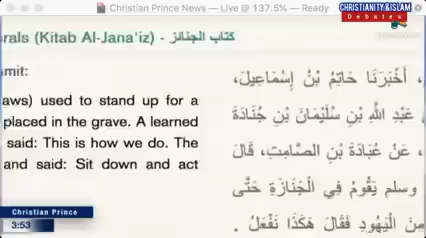 Christian Prince News — Live @ 137.5% — Ready
CHRISTIANITY & ISLAM
Debates
rals (Kitab Al-Jana'iz) - كتاب الجنائز
amit:
aws) used to stand up for a
placed in the grave. A learned
said: This is how we do. The
and said: Sit down and act
، أَخْبَرَنَا حَاتِمُ بْنُ إِسْمَاعِيلَ،
عَبْدِ اللَّهِ بْنِ سُلَيْمَانَ بْنِ جُنَادَةَ
، عَنْ عُبَادَةَ بْنِ الصَّامِتِ، قَالَ
وسلم يَقُومُ فِي الْجَنَازَةِ حَتَّى
مِنَ الْيَهُودِ فَقَالَ هَكَذَا نَفْعَلُ .
Christian Prince
3:53